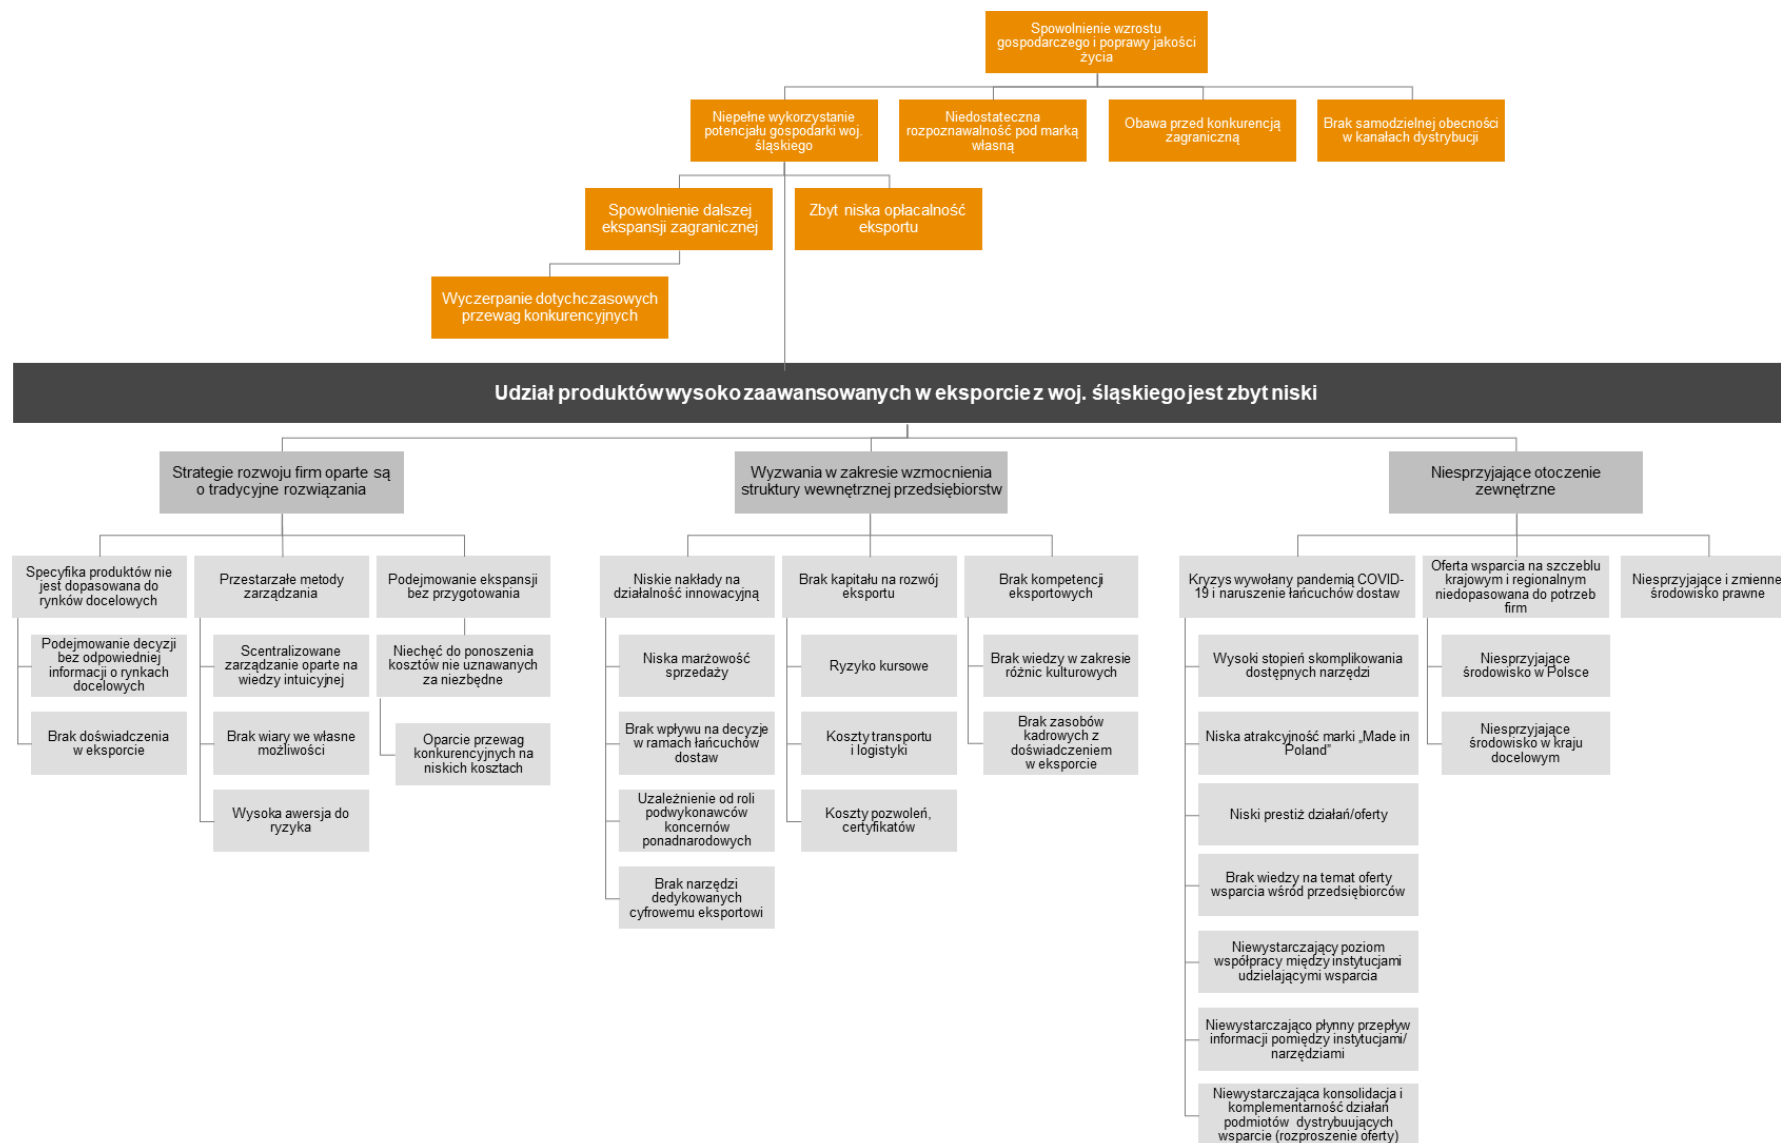 Spowolnienie wzrostu
gospodarczego i poprawy jakości
życia
Niepełne wykorzystanie
potencjału gospodarki woj.
śląskiego
Niedostateczna
rozpoznawalność pod marką
własną
Obawa przed konkurencją
zagraniczną
Brak samodzielnej obecności
w kanałach dystrybucji
Spowolnienie dalszej
ekspansji zagranicznej
Zbyt niska opłacalność
eksportu
Wyczerpanie dotychczasowych
przewag konkurencyjnych
Udział produktów wysoko zaawansowanych w eksporcie z woj. śląskiego jest zbyt niski
Strategie rozwoju firm oparte są
o tradycyjne rozwiązania
Wyzwania w zakresie wzmocnienia
struktury wewnętrznej przedsiębiorstw
Niesprzyjające otoczenie
zewnętrzne
Specyfika produktów nie
jest dopasowana do
rynków docelowych
Przestarzałe metody
zarządzania
Podejmowanie ekspansji
bez przygotowania
Niskie nakłady na
działalność innowacyjną
Brak kapitału na rozwój
eksportu
Brak kompetencji
eksportowych
Kryzys wywołany pandemią COVID-
19 i naruszenie łańcuchów dostaw
Oferta wsparcia na szczeblu
krajowym i regionalnym
niedopasowana do potrzeb
firm
Niesprzyjające i zmienne
środowisko prawne
Podejmowanie decyzji
bez odpowiedniej
informacji o rynkach
docelowych
Scentralizowane
zarządzanie oparte na
wiedzy intuicyjnej
Niechęć do ponoszenia
kosztów nie uznawanych
za niezbędne
Niska marżowość
sprzedaży
Ryzyko kursowe
Brak wiedzy w zakresie
różnic kulturowych
Wysoki stopień skomplikowania
dostępnych narzędzi
Niesprzyjające
środowisko w Polsce
Brak doświadczenia
w eksporcie
Brak wiary we własne
możliwości
Oparcie przewag
konkurencyjnych na
niskich kosztach
Brak wpływu na decyzje
w ramach łańcuchów
dostaw
Koszty transportu
i logistyki
Brak zasobów
kadrowych z
doświadczeniem
w eksporcie
Niska atrakcyjność marki „Made in
Poland”
Niesprzyjające
środowisko w kraju
docelowym
Wysoka awersja do
ryzyka
Uzależnienie od roli
podwykonawców
koncernów
ponadnarodowych
Koszty pozwoleń,
certyfikatów
Niski prestiż działań/oferty
Brak narzędzi
dedykowanych
cyfrowemu eksportowi
Brak wiedzy na temat oferty
wsparcia wśród przedsiębiorców
Niewystarczający poziom
współpracy między instytucjami
udzielającymi wsparcia
Niewystarczająco płynny przepływ
informacji pomiędzy instytucjami/
narzędziami
Niewystarczająca konsolidacja i
komplementarność działań
podmiotów dystrybuujących
wsparcie (rozproszenie oferty)